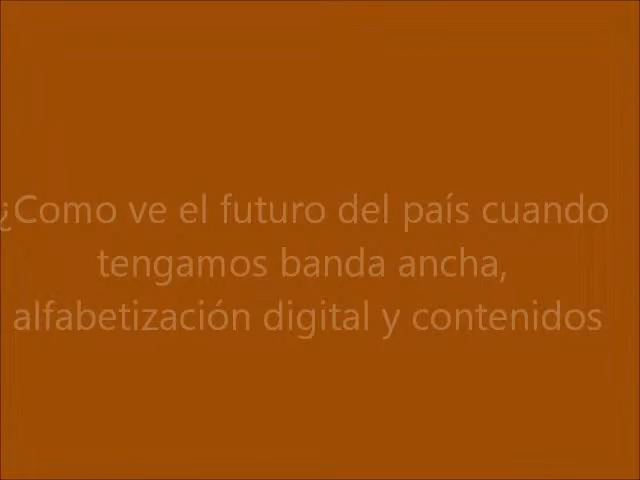 ¿Como ve el futuro del país cuando
tengamos banda ancha,
alfabetización digital y contenidos